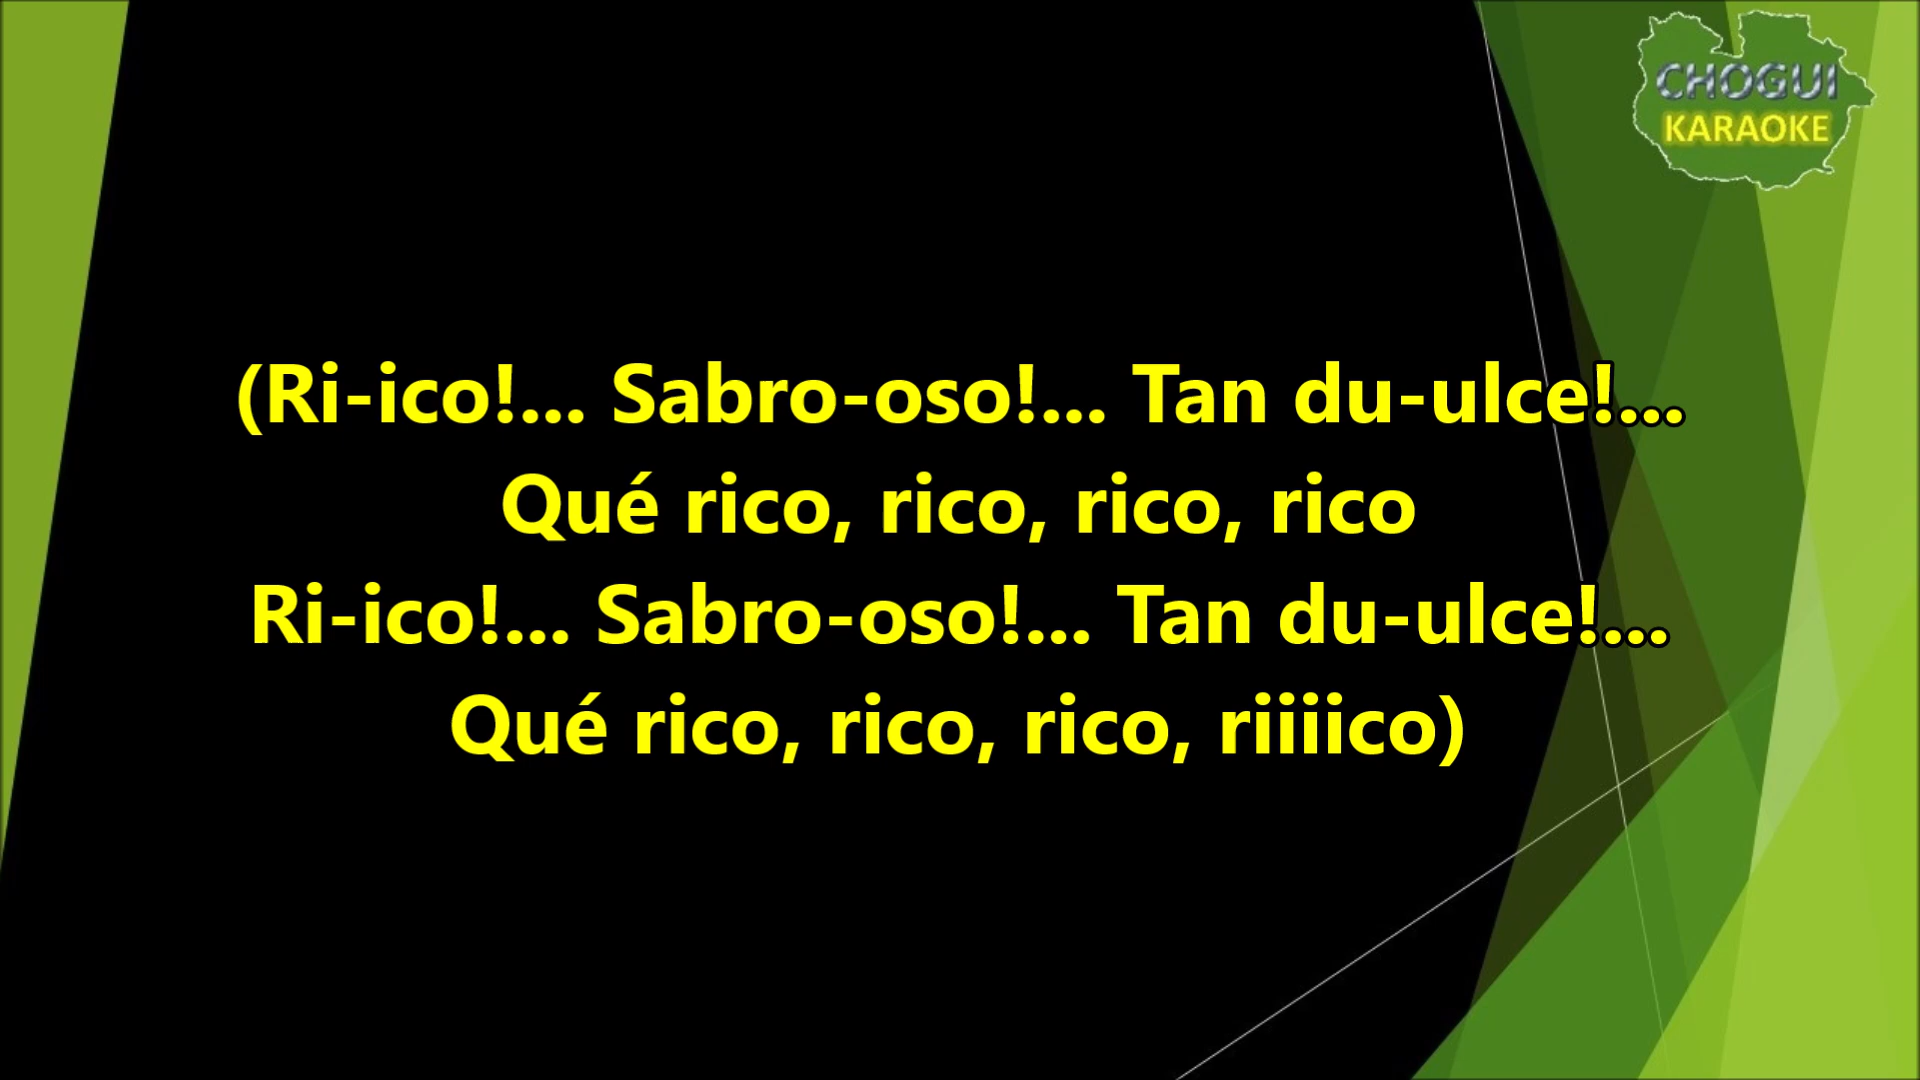 CHOGUI
KARAOKE
(Ri-ico!... Sabro-oso!... Tan du-ulce!...
Qué rico, rico, rico, rico
Ri-ico!... Sabro-oso!... Tan du-ulce!...
Qué rico, rico, rico, riiiico)